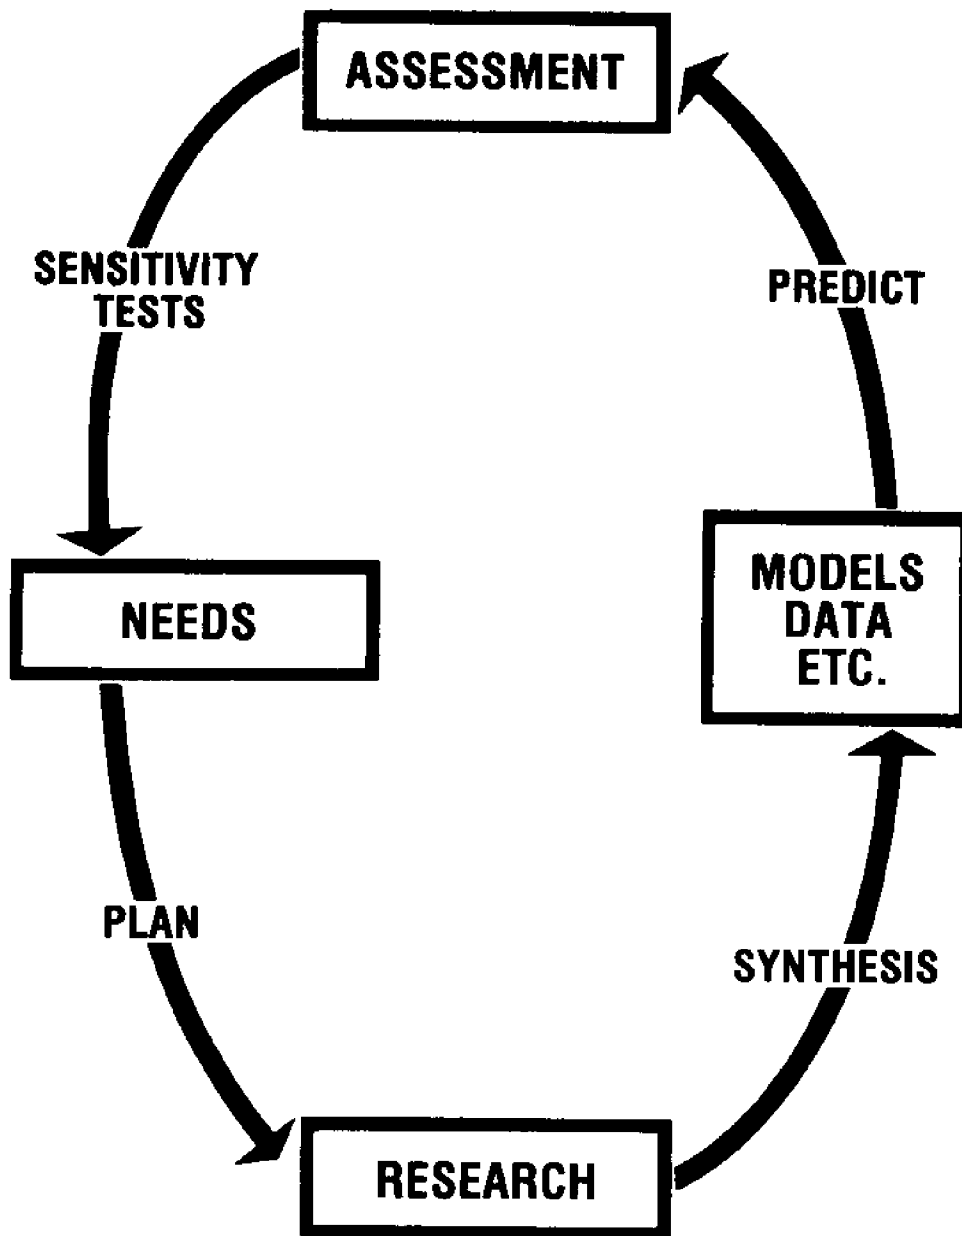 ASSESSMENT
SENSITIVITY
TESTS
PREDICT
NEEDS
MODELS
DATA
ETC.
PLAN
SYNTHESIS
RESEARCH